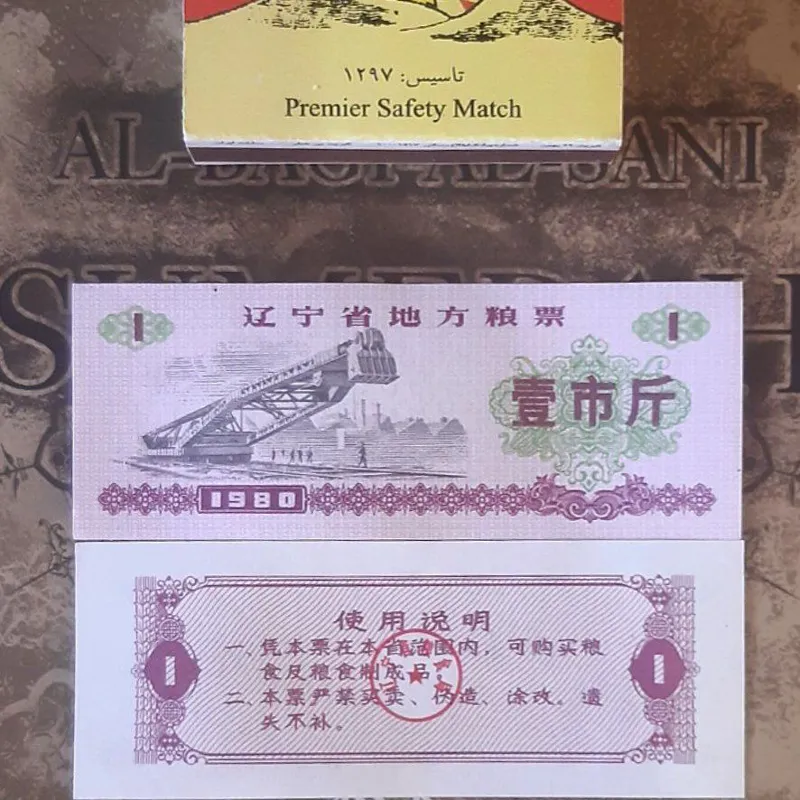 تاسیس: ۱۲۹۷
Premier Safety Match
AL-BAQI AL-SANI
1 辽宁省地方粮票 1
壹市斤
1980
使用说明
一、凭本票在本省范围内，可购买粮
1 食及粮食制成品。 1
二、本票严禁买卖、伪造、涂改。遗
失不补。